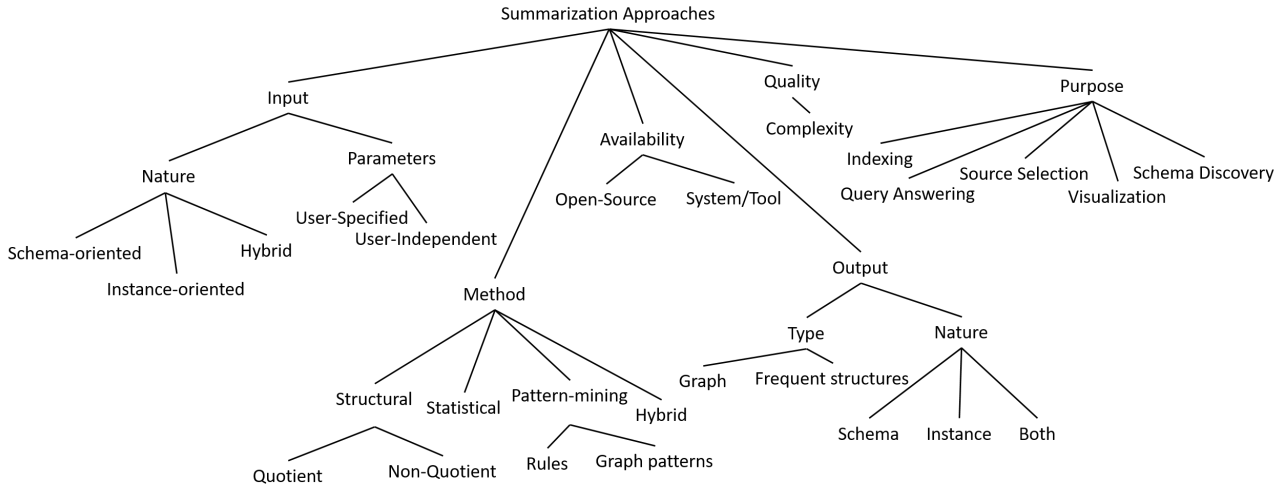 Summarization Approaches
Input
Nature
Schema-oriented
Instance-oriented
Hybrid
Parameters
User-Specified
User-Independent
Method
Structural
Quotient
Non-Quotient
Statistical
Pattern-mining
Rules
Graph patterns
Hybrid
Availability
Open-Source
System/Tool
Output
Type
Graph
Frequent structures
Nature
Schema
Instance
Both
Quality
Complexity
Purpose
Indexing
Query Answering
Source Selection
Visualization
Schema Discovery